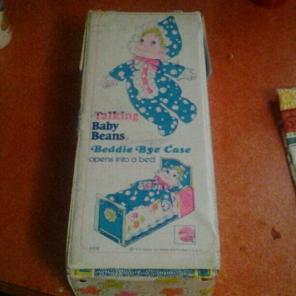 Talking
Baby
Beans
Beddie Bye Case
opens into a bed